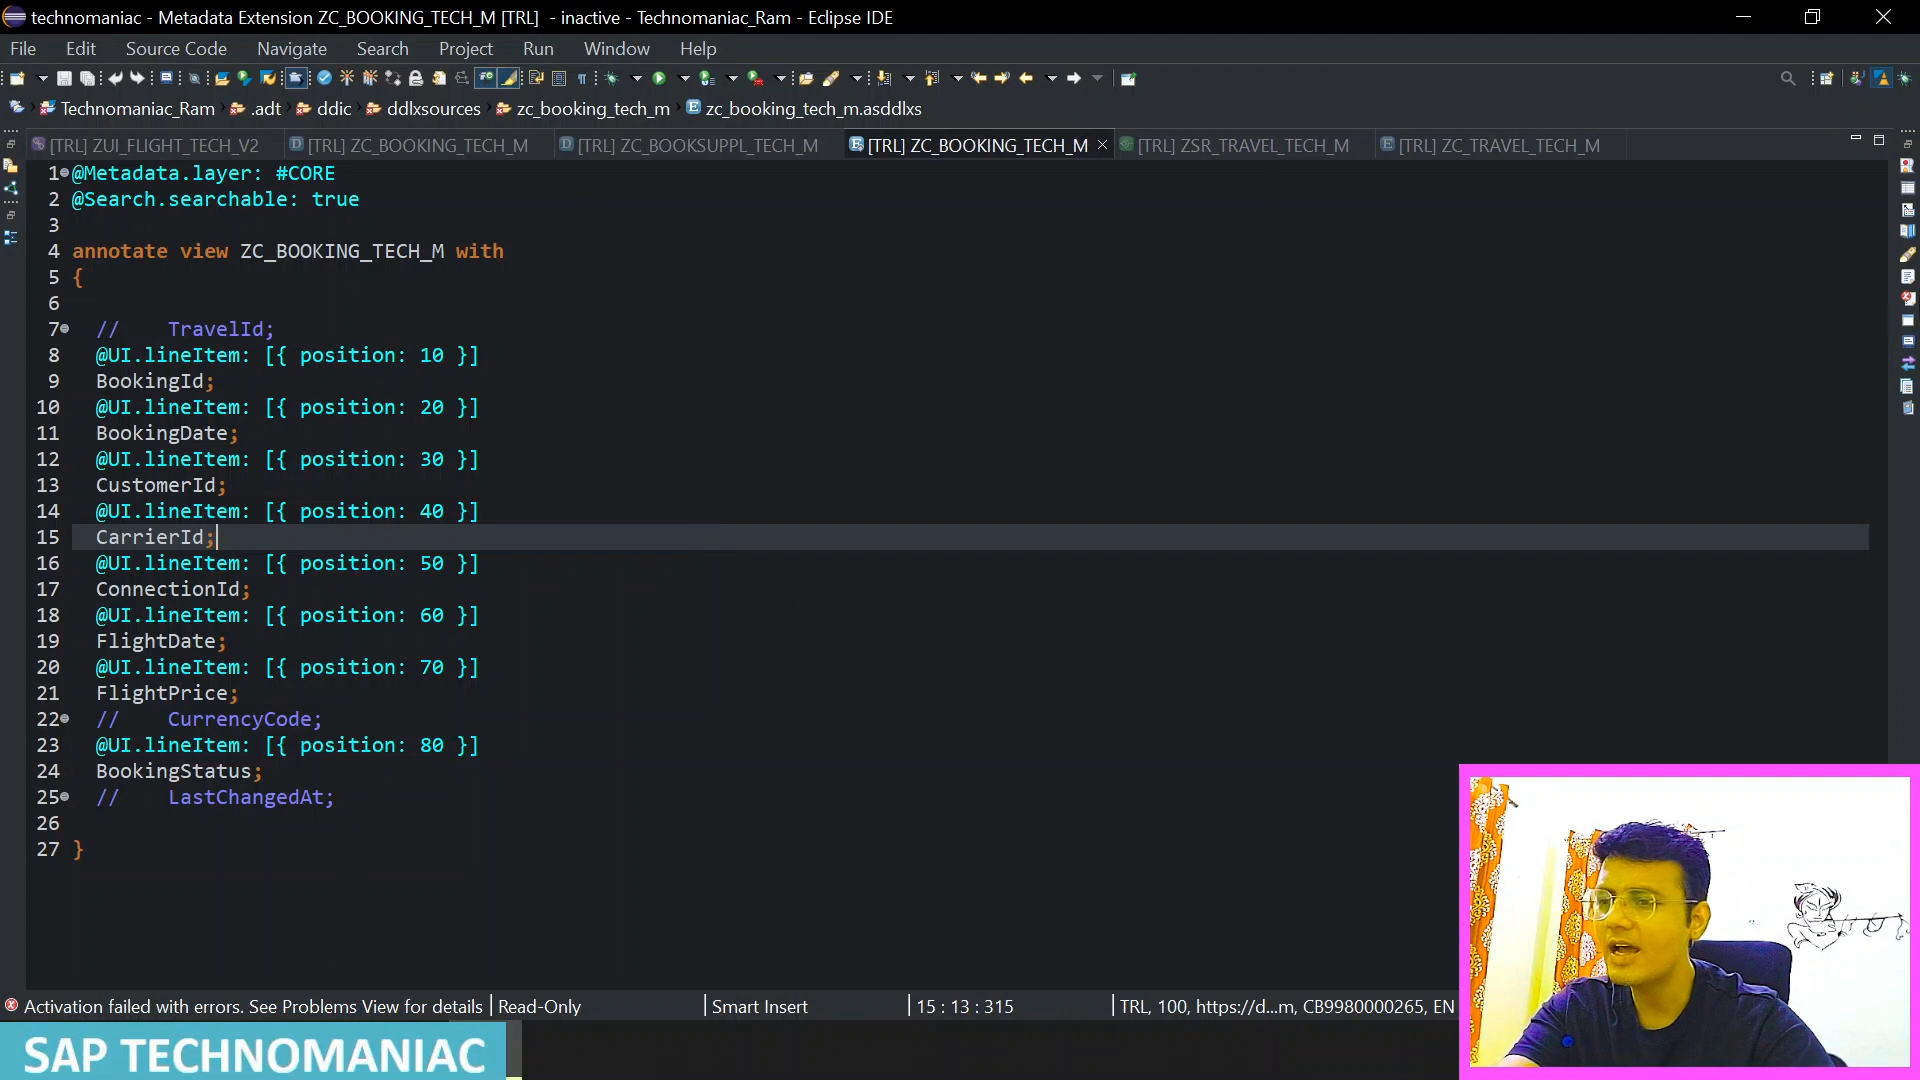 technomaniac - Metadata Extension ZC_BOOKING_TECH_M [TRL]  - inactive - Technomaniac_Ram - Eclipse IDE
File Edit Source Code Navigate Search Project Run Window Help
Technomaniac_Ram .adt ddic ddlxsources zc_booking_tech_m zc_booking_tech_m.asddlxs
[TRL] ZUI_FLIGHT_TECH_V2 [TRL] ZC_BOOKING_TECH_M [TRL] ZC_BOOKSUPPL_TECH_M [TRL] ZC_BOOKING_TECH_M [TRL] ZSR_TRAVEL_TECH_M [TRL] ZC_TRAVEL_TECH_M
1 @Metadata.layer: #CORE
2 @Search.searchable: true
3
4 annotate view ZC_BOOKING_TECH_M with
5 {
6
7 // TravelId;
8 @UI.lineItem: [{ position: 10 }]
9 BookingId;
10 @UI.lineItem: [{ position: 20 }]
11 BookingDate;
12 @UI.lineItem: [{ position: 30 }]
13 CustomerId;
14 @UI.lineItem: [{ position: 40 }]
15 CarrierId;
16 @UI.lineItem: [{ position: 50 }]
17 ConnectionId;
18 @UI.lineItem: [{ position: 60 }]
19 FlightDate;
20 @UI.lineItem: [{ position: 70 }]
21 FlightPrice;
22 // CurrencyCode;
23 @UI.lineItem: [{ position: 80 }]
24 BookingStatus;
25 // LastChangedAt;
26
27 }
Activation failed with errors. See Problems View for details Read-Only Smart Insert 15 : 13 : 315 TRL, 100, https://d...m, CB9980000265, EN
SAP TECHNOMANIAC